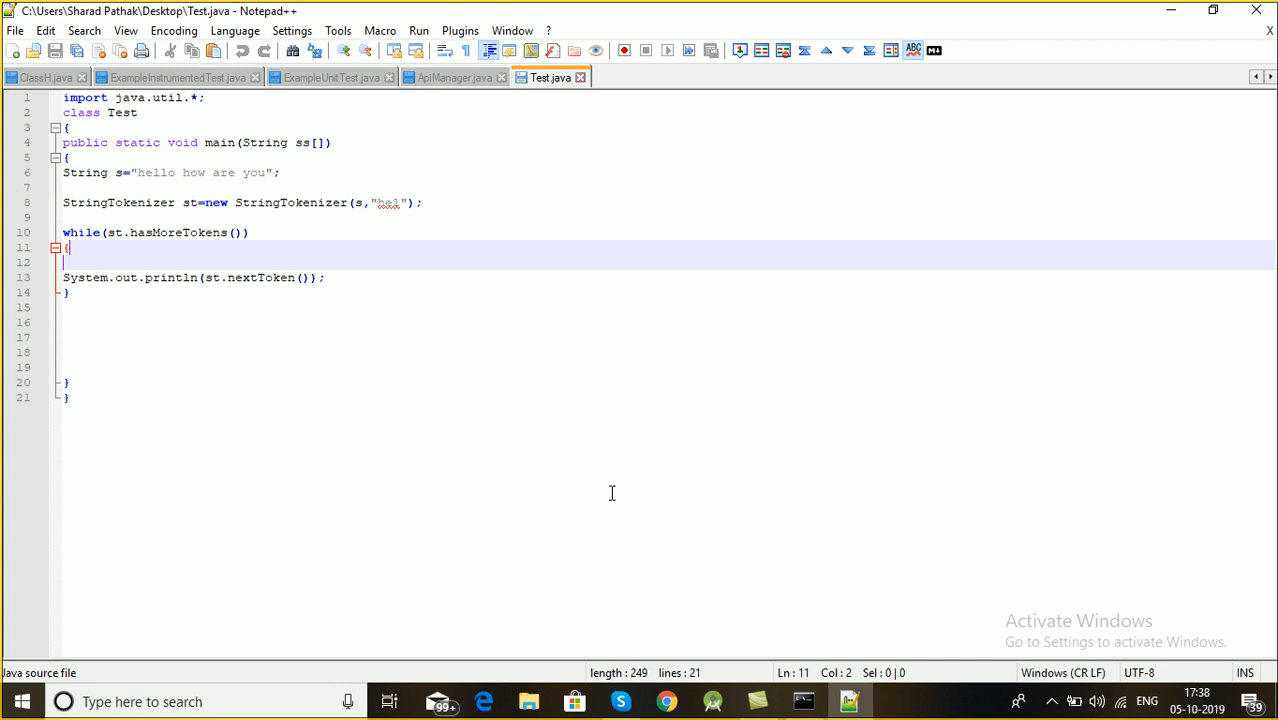 C:\Users\Sharad Pathak\Desktop\Test.java - Notepad++
File Edit Search View Encoding Language Settings Tools Macro Run Plugins Window ? X
ClassH.java ExampleInstrumentedTest.java ExampleUnitTest.java ApiManager.java Test.java
1 import java.util.*;
2 class Test
3 {
4 public static void main(String ss[])
5 {
6 String s="hello how are you";
7
8 StringTokenizer st=new StringTokenizer(s,"hel");
9
10 while(st.hasMoreTokens())
11 {
12
13 System.out.println(st.nextToken());
14 }
15
16
17
18
19
20 }
21 }
Activate Windows
Go to Settings to activate Windows.
Java source file length : 249 lines : 21 Ln : 11 Col : 2 Sel : 0 | 0 Windows (CR LF) UTF-8 INS
Type here to search 99+ ENG 17:38
05-10-2019 39